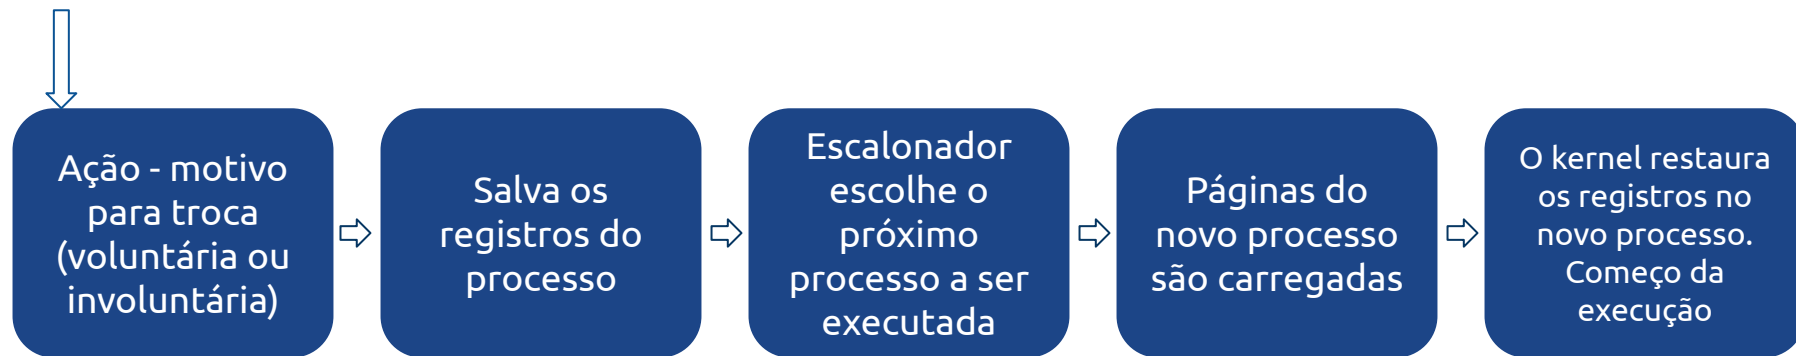 Ação - motivo
para troca
(voluntária ou
involuntária)
Salva os
registros do
processo
Escalonador
escolhe o
próximo
processo a ser
executada
Páginas do
novo processo
são carregadas
O kernel restaura
os registros no
novo processo.
Começo da
execução